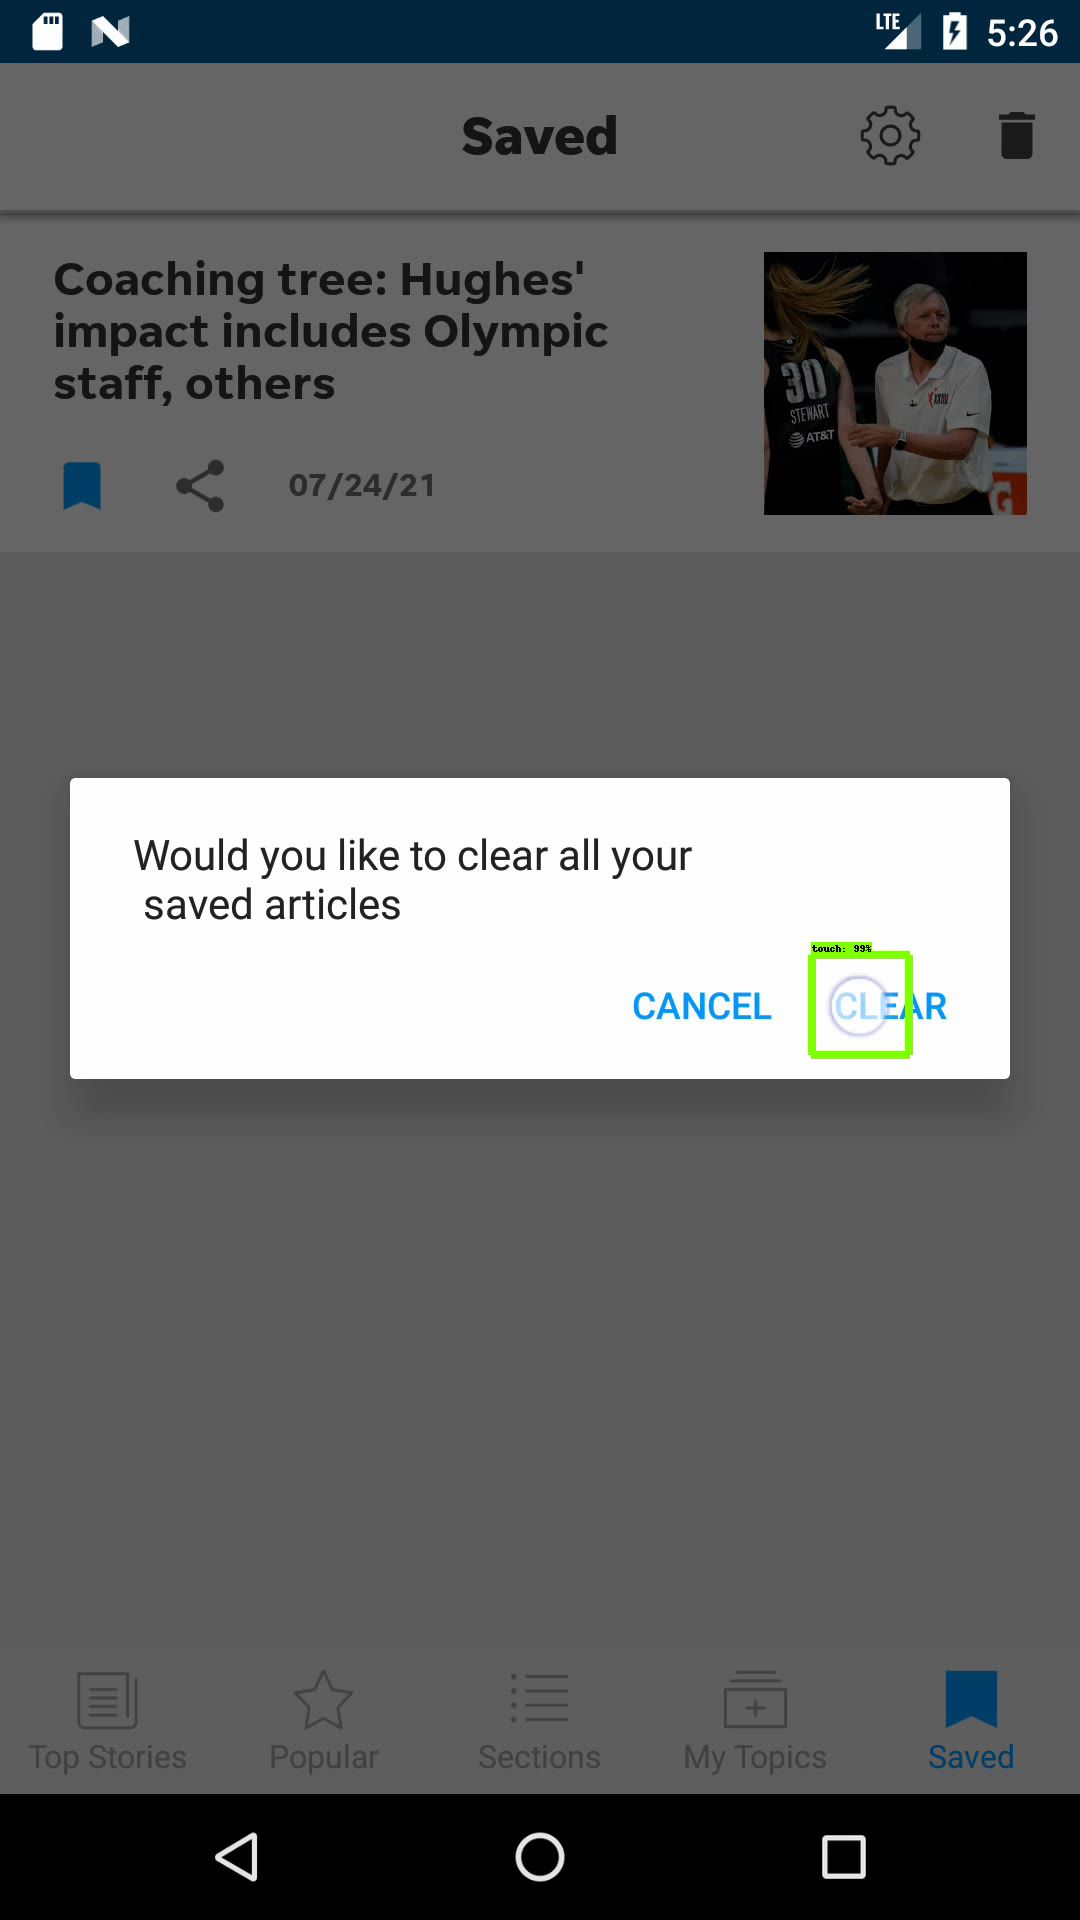 LTE 5:26
Saved
Coaching tree: Hughes'
impact includes Olympic
staff, others
07/24/21
30
STEWART
AT&T
G
Would you like to clear all your
saved articles
touch: 99%
CANCEL CLEAR
Top Stories Popular Sections My Topics Saved